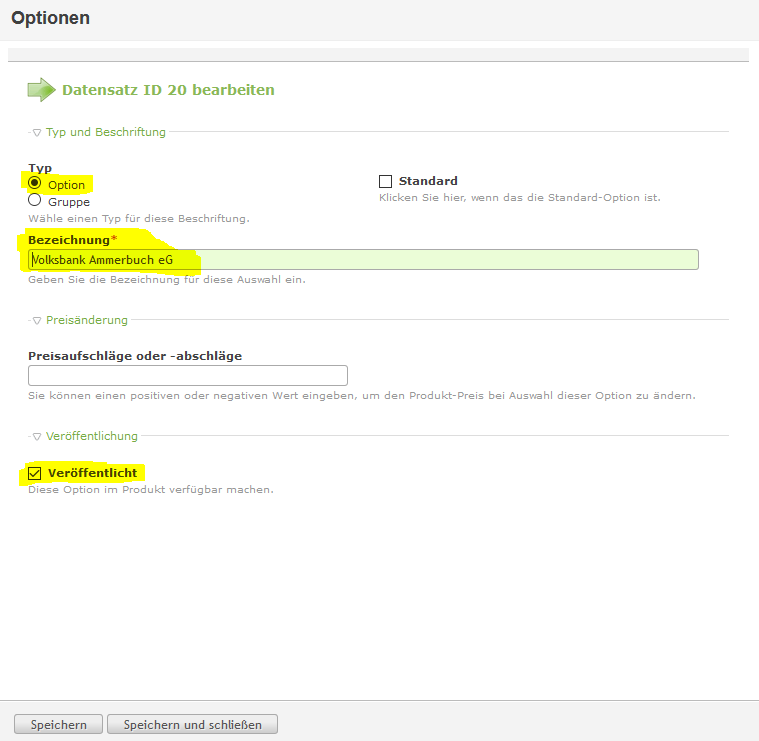 Optionen
Datensatz ID 20 bearbeiten
Typ und Beschriftung
Typ
Option
Gruppe
Wähle einen Typ für diese Beschriftung.
Standard
Klicken Sie hier, wenn das die Standard-Option ist.
Bezeichnung*
Volksbank Ammerbuch eG
Geben Sie die Bezeichnung für diese Auswahl ein.
Preisänderung
Preisaufschläge oder -abschläge
Sie können einen positiven oder negativen Wert eingeben, um den Produkt-Preis bei Auswahl dieser Option zu ändern.
Veröffentlichung
Veröffentlicht
Diese Option im Produkt verfügbar machen.
Speichern
Speichern und schließen